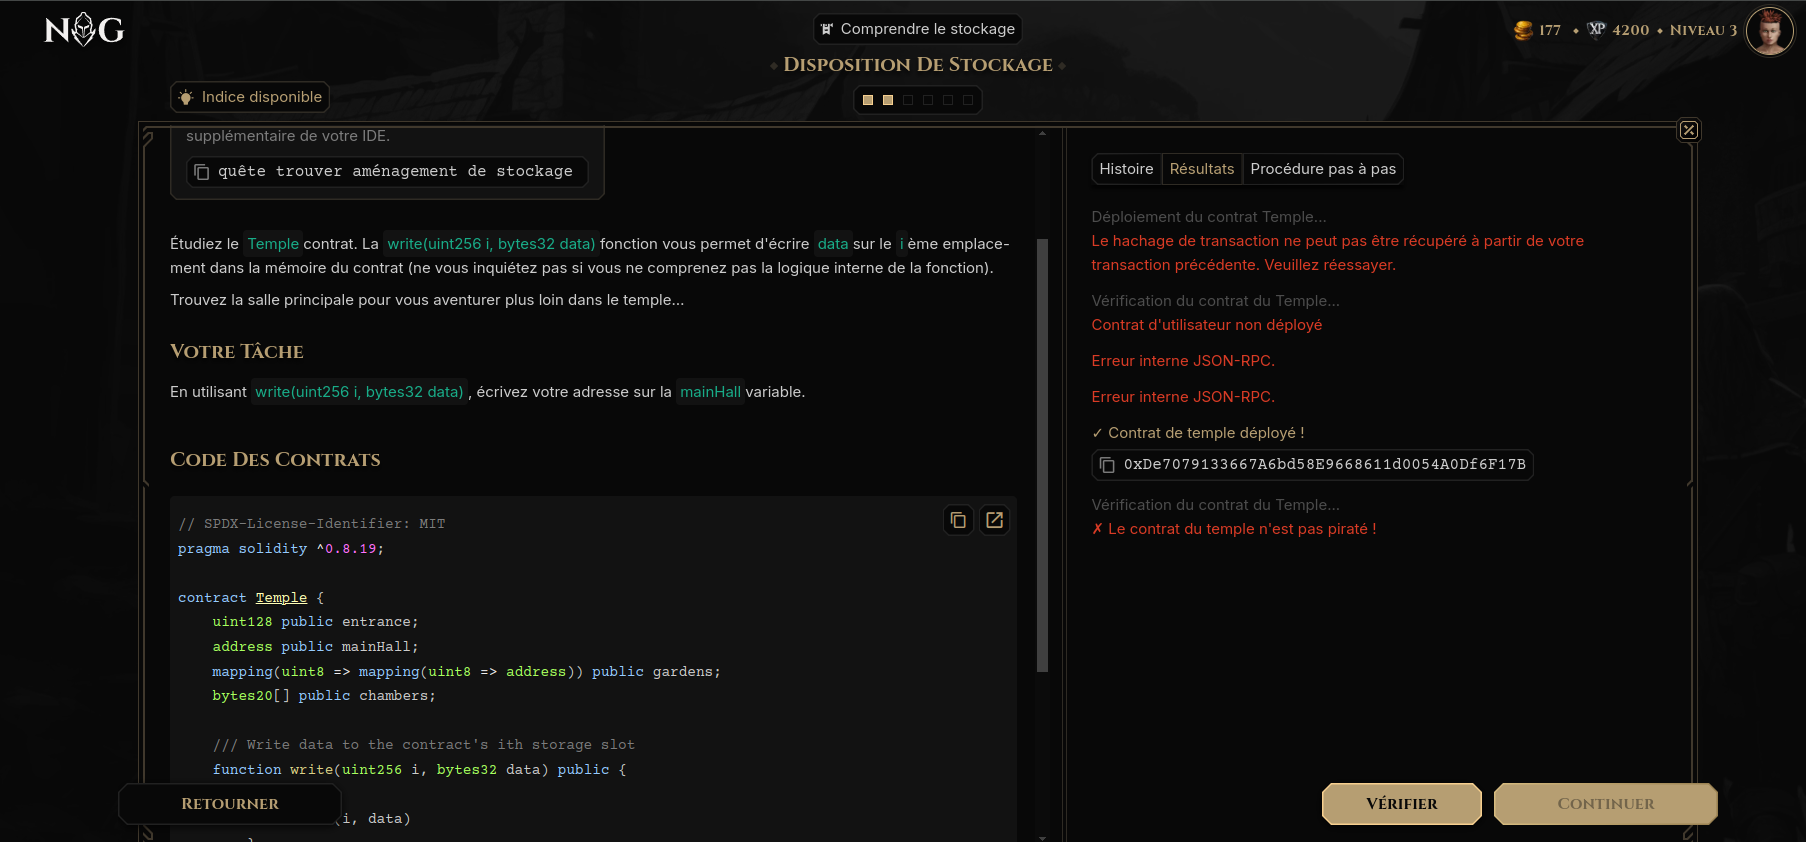 NG
Comprendre le stockage
177 • XP 4200 • Niveau 3
Disposition De Stockage
Indice disponible
supplémentaire de votre IDE.
quête trouver aménagement de stockage
Étudiez le Temple contrat. La write(uint256 i, bytes32 data) fonction vous permet d'écrire data sur le i ème emplace-
ment dans la mémoire du contrat (ne vous inquiétez pas si vous ne comprenez pas la logique interne de la fonction).
Trouvez la salle principale pour vous aventurer plus loin dans le temple...
Votre Tâche
En utilisant write(uint256 i, bytes32 data) , écrivez votre adresse sur la mainHall variable.
Code Des Contrats
// SPDX-License-Identifier: MIT
pragma solidity ^0.8.19;
contract Temple {
uint128 public entrance;
address public mainHall;
mapping(uint8 => mapping(uint8 => address)) public gardens;
bytes20[] public chambers;
/// Write data to the contract's ith storage slot
function write(uint256 i, bytes32 data) public {
(i, data)
}
Retourner
Histoire
Résultats
Procédure pas à pas
Déploiement du contrat Temple...
Le hachage de transaction ne peut pas être récupéré à partir de votre
transaction précédente. Veuillez réessayer.
Vérification du contrat du Temple...
Contrat d'utilisateur non déployé
Erreur interne JSON-RPC.
Erreur interne JSON-RPC.
✓ Contrat de temple déployé !
0xDe7079133667A6bd58E9668611d0054A0Df6F17B
Vérification du contrat du Temple...
✗ Le contrat du temple n'est pas piraté !
Vérifier
Continuer